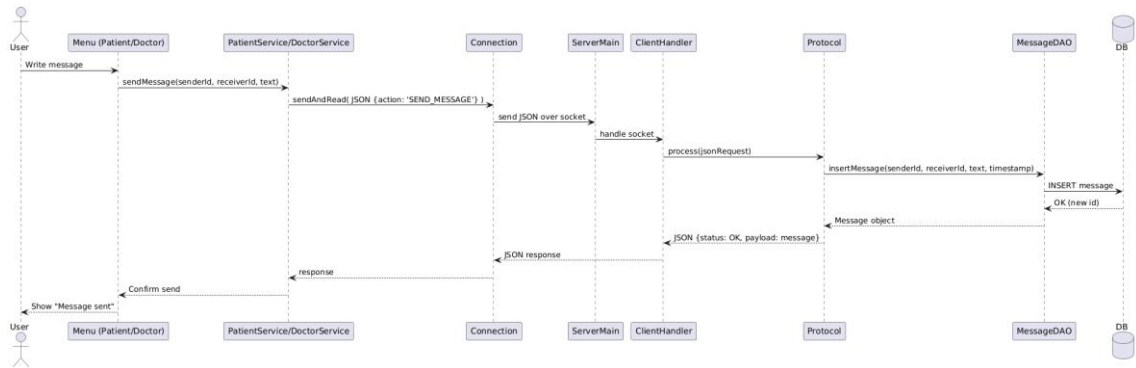 User
Menu (Patient/Doctor)
PatientService/DoctorService
Connection
ServerMain
ClientHandler
Protocol
MessageDAO
DB
Write message
sendMessage(senderId, receiverId, text)
sendAndRead( JSON {action: 'SEND_MESSAGE'} )
send JSON over socket
handle socket
process(jsonRequest)
insertMessage(senderId, receiverId, text, timestamp)
INSERT message
OK (new id)
Message object
JSON {status: OK, payload: message}
JSON response
response
Confirm send
Show "Message sent"
User
Menu (Patient/Doctor)
PatientService/DoctorService
Connection
ServerMain
ClientHandler
Protocol
MessageDAO
DB